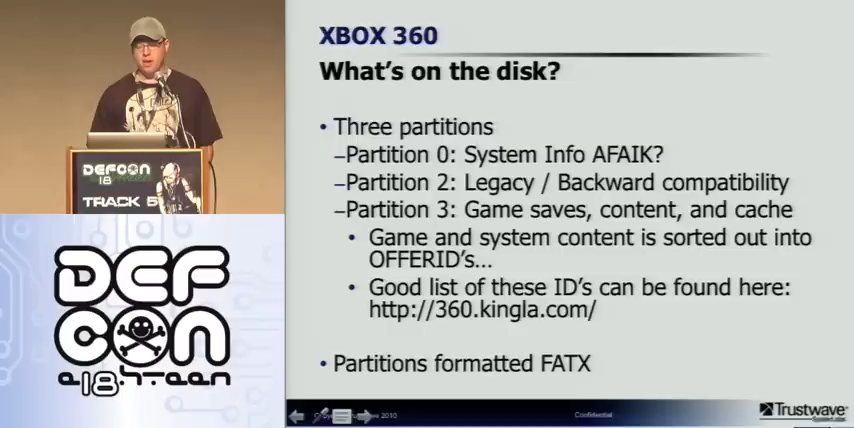 DEFCON
18
TRACK 5
DEF
CON
e18hteen
XBOX 360
What's on the disk?
• Three partitions
–Partition 0: System Info AFAIK?
–Partition 2: Legacy / Backward compatibility
–Partition 3: Game saves, content, and cache
• Game and system content is sorted out into
OFFERID's...
• Good list of these ID's can be found here:
http://360.kingla.com/
• Partitions formatted FATX
2010
Confidential
Trustwave